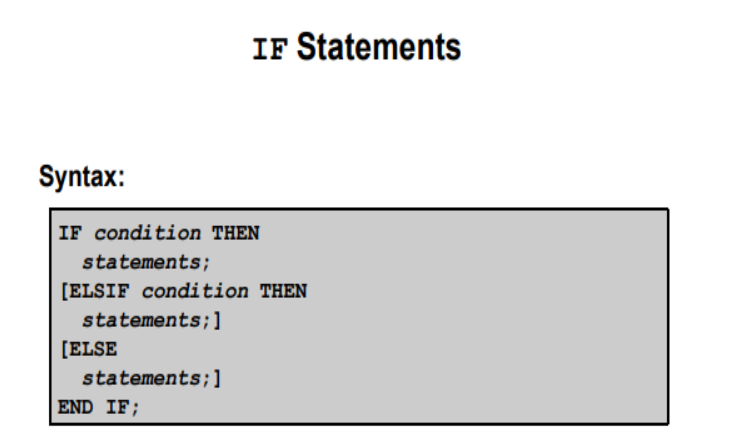 IF Statements
Syntax:
IF condition THEN
statements;
[ELSIF condition THEN
statements;]
[ELSE
statements;]
END IF;